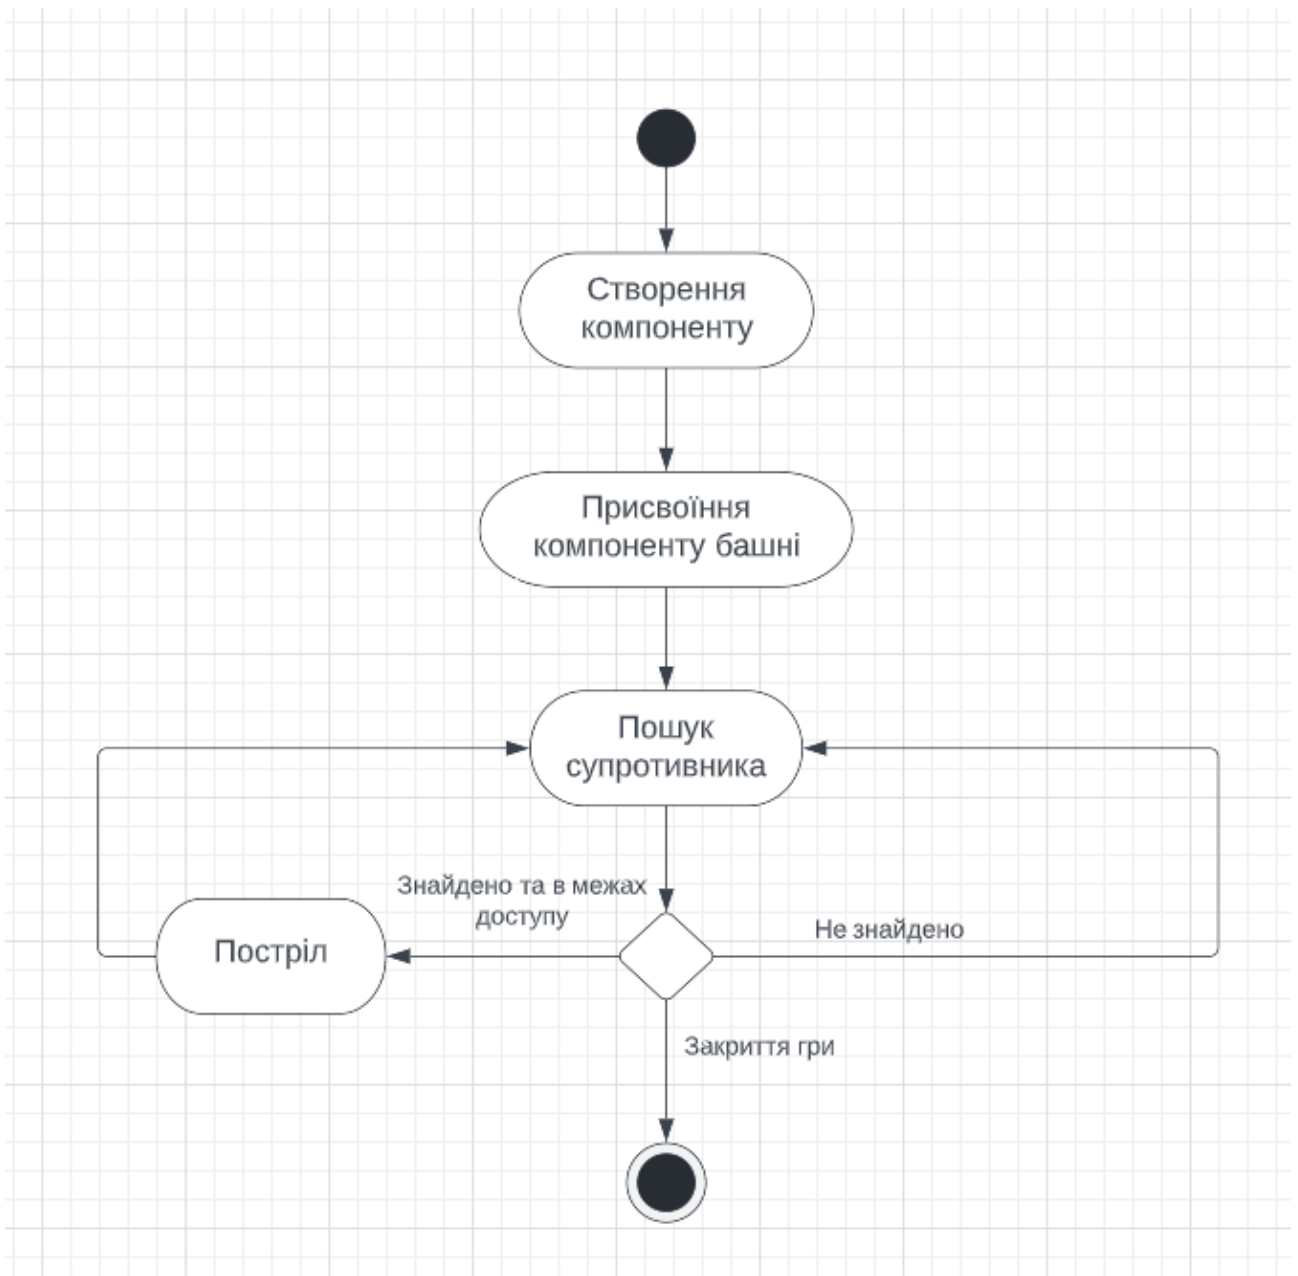 Створення
компоненту
Присвоїння
компоненту башні
Пошук
супротивника
Знайдено та в межах
доступу
Не знайдено
Постріл
Закриття гри